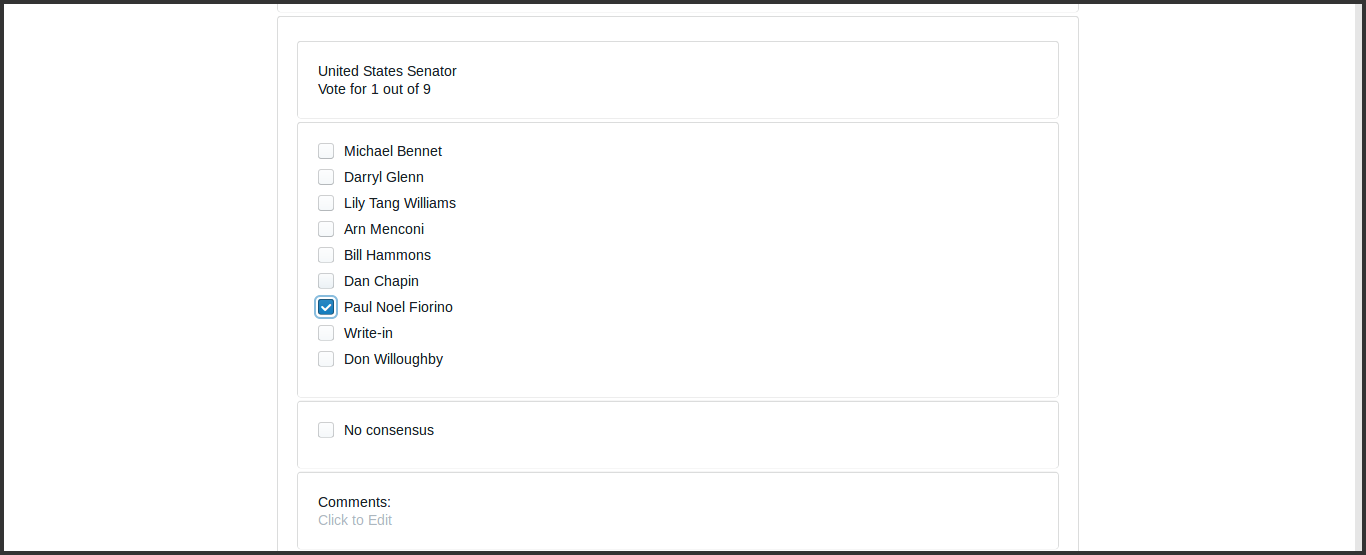 United States Senator
Vote for 1 out of 9
Michael Bennet
Darryl Glenn
Lily Tang Williams
Arn Menconi
Bill Hammons
Dan Chapin
Paul Noel Fiorino
Write-in
Don Willoughby
No consensus
Comments:
Click to Edit